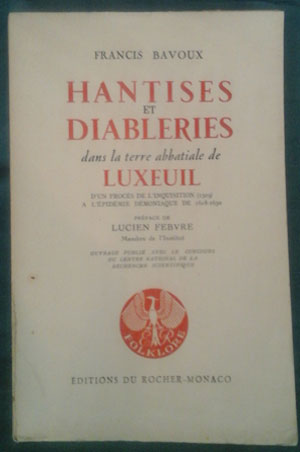 FRANCIS BAVOUX
HANTISES
ET
DIABLERIES
dans la terre abbatiale de
LUXEUIL
D'UN PROCÈS DE L'INQUISITION (1529)
A L'ÉPIDÉMIE DÉMONIAQUE DE 1628-1630
PRÉFACE DE
LUCIEN FEBVRE
Membre de l'Institut
OUVRAGE PUBLIÉ AVEC LE CONCOURS
DU CENTRE NATIONAL DE LA
RECHERCHE SCIENTIFIQUE
FOLKLORE
EDITIONS DU ROCHER-MONACO